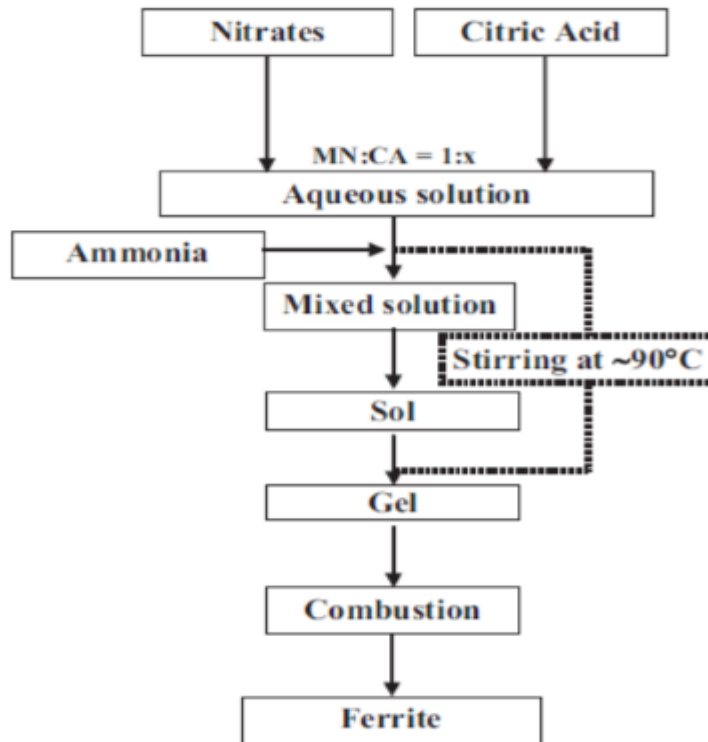 Nitrates
Citric Acid
MN:CA = 1:x
Aqueous solution
Ammonia
Mixed solution
Stirring at ~90°C
Sol
Gel
Combustion
Ferrite